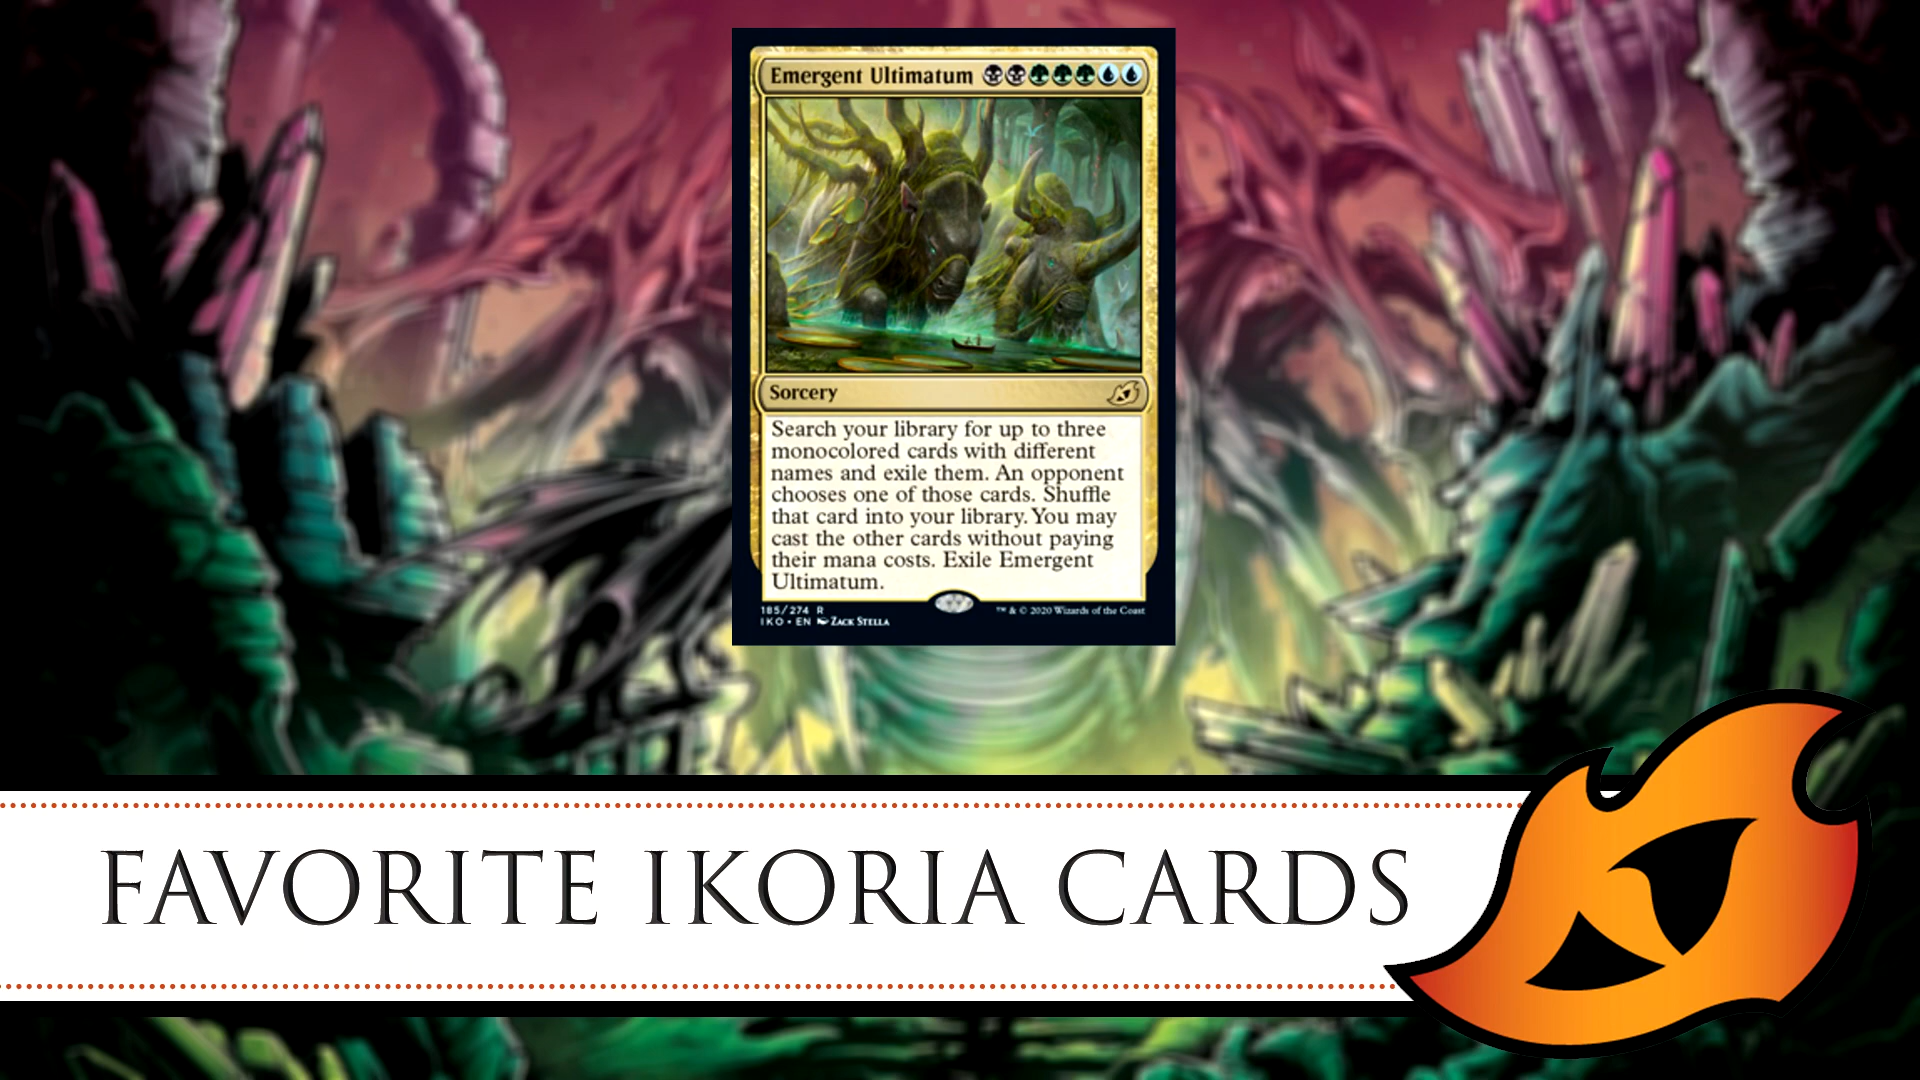 Emergent Ultimatum
Sorcery
Search your library for up to three
monocolored cards with different
names and exile them. An opponent
chooses one of those cards. Shuffle
that card into your library. You may
cast the other cards without paying
their mana costs. Exile Emergent
Ultimatum.
185/274 R
IKO • EN ZACK STELLA
™ & © 2020 Wizards of the Coast
FAVORITE IKORIA CARDS